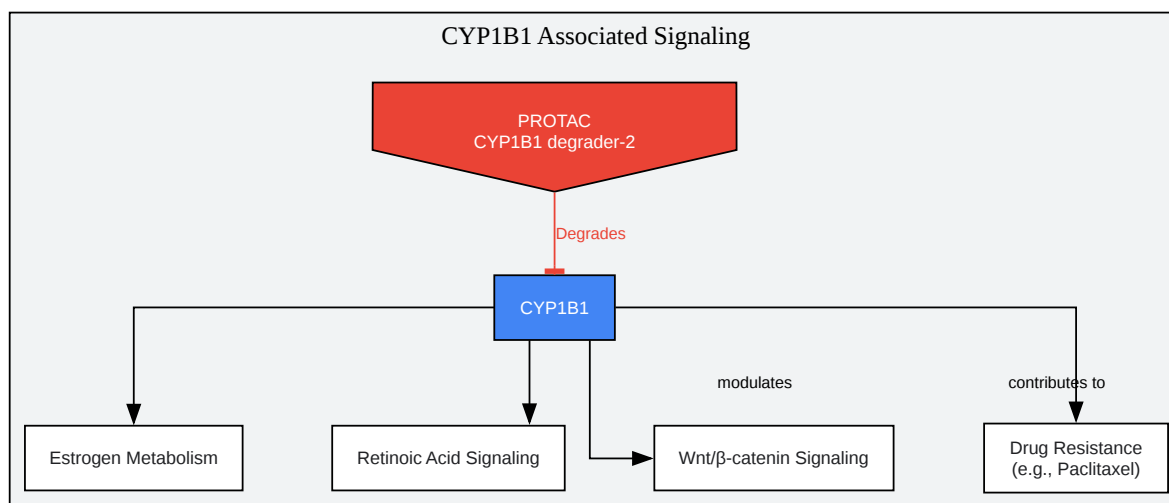 CYP1B1 Associated Signaling
PROTAC
CYP1B1 degrader-2
Degrades
CYP1B1
modulates
contributes to
Estrogen Metabolism
Retinoic Acid Signaling
Wnt/β-catenin Signaling
Drug Resistance
(e.g., Paclitaxel)